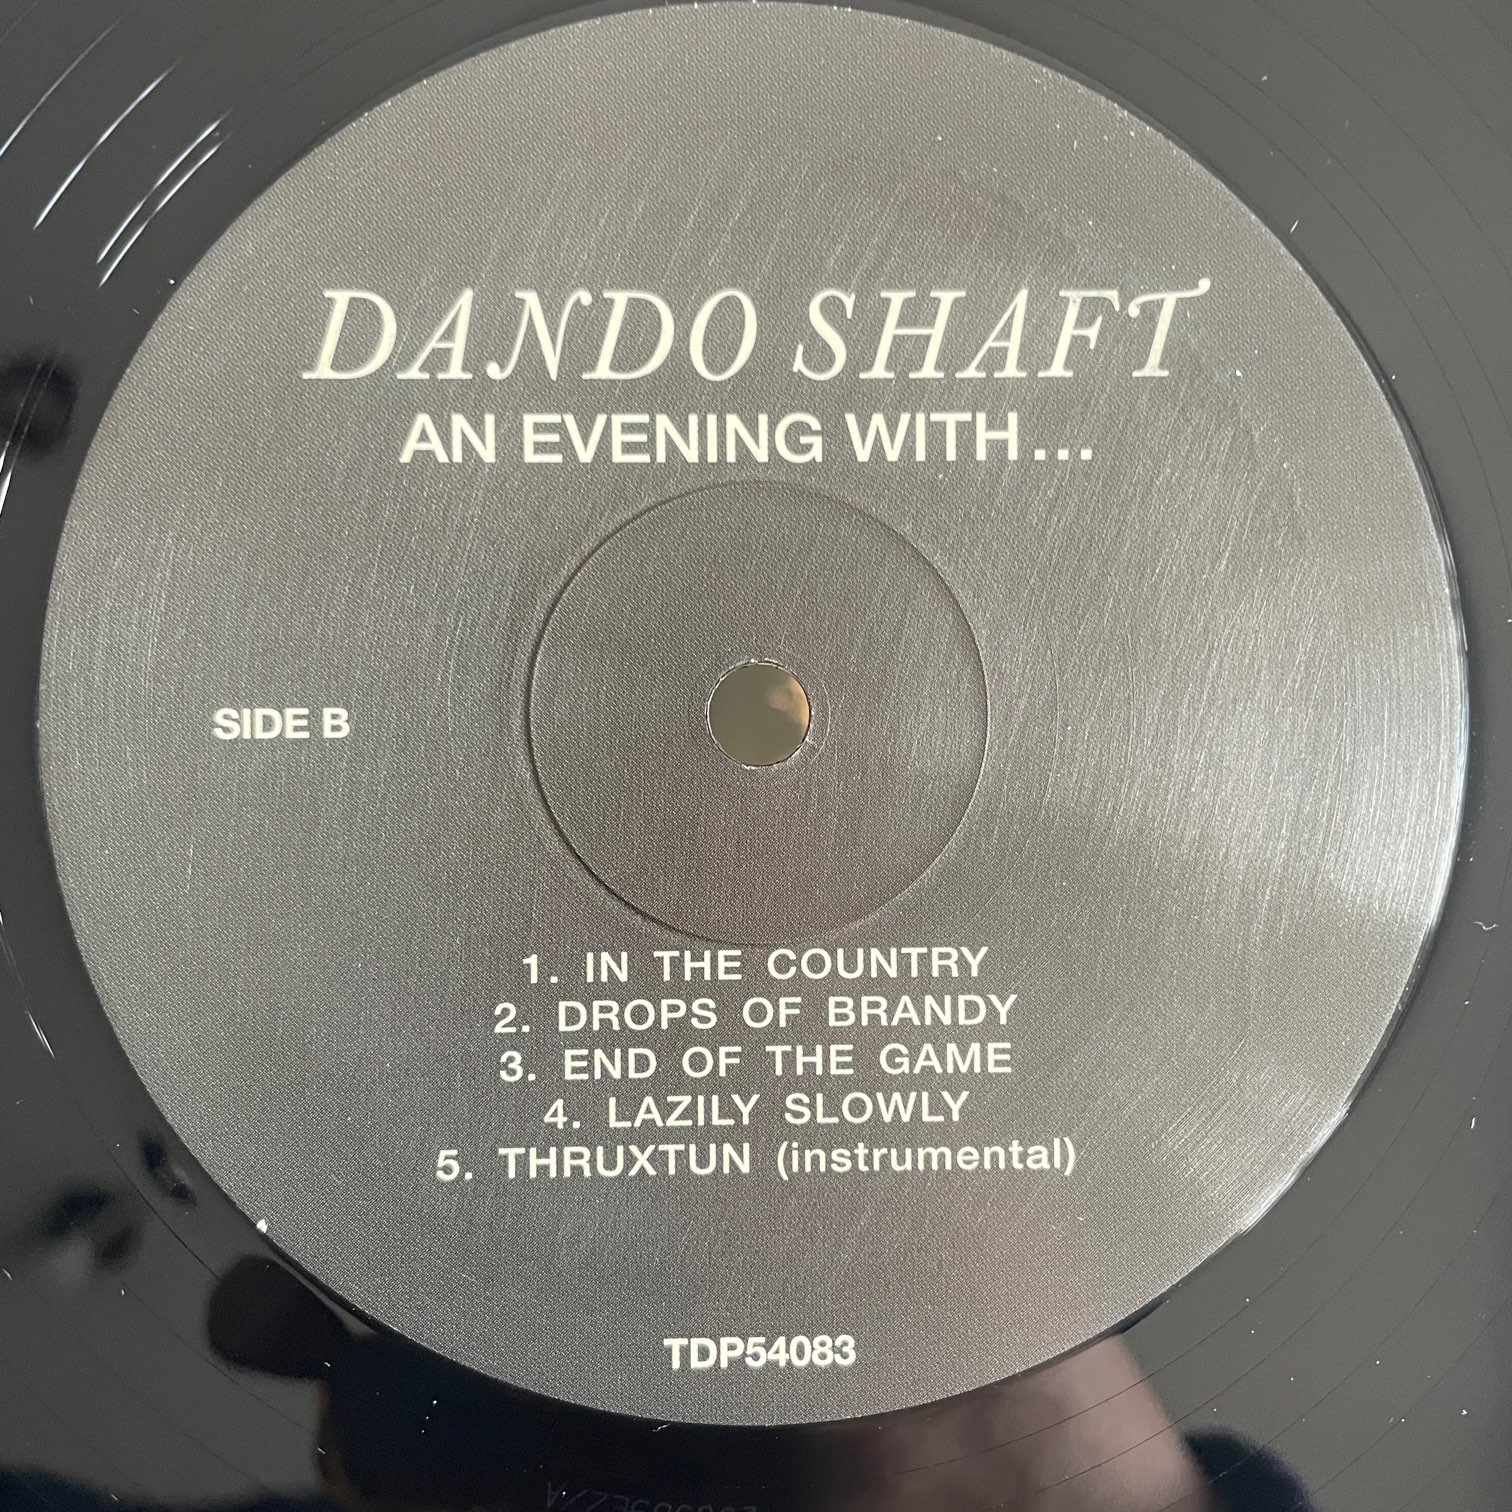 DANDO SHAFT
AN EVENING WITH...
SIDE B
1. IN THE COUNTRY
2. DROPS OF BRANDY
3. END OF THE GAME
4. LAZILY SLOWLY
5. THRUXTUN (instrumental)
TDP54083